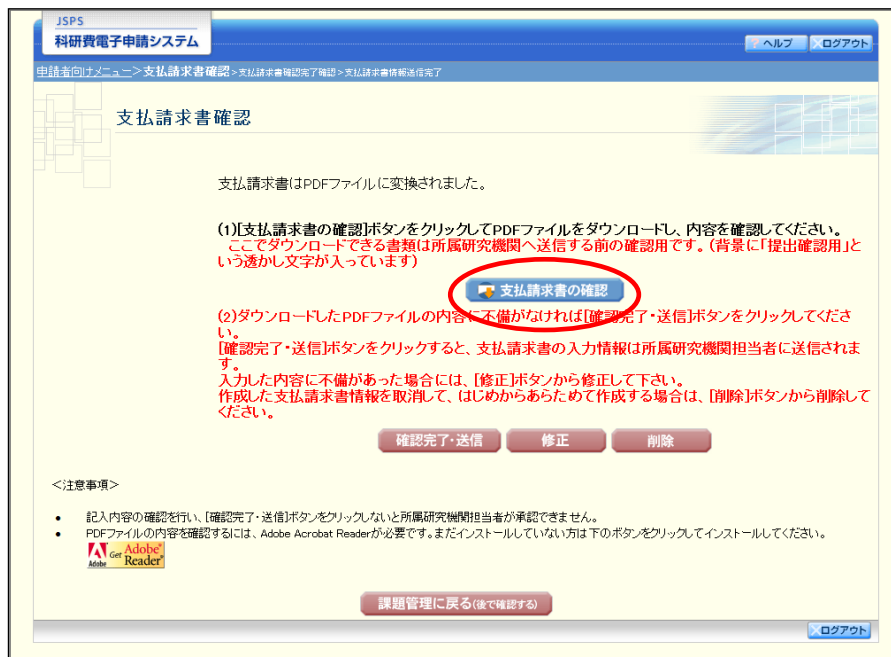 JSPS
科研費電子申請システム
ヘルプ
ログアウト
申請者向けメニュー>支払請求書確認>支払請求書確認完了確認>支払請求書情報送信完了
支払請求書確認
支払請求書はPDFファイルに変換されました。
(1)[支払請求書の確認]ボタンをクリックしてPDFファイルをダウンロードし、内容を確認してください。
ここでダウンロードできる書類は所属研究機関へ送信する前の確認用です。(背景に「提出確認用」と
いう透かし文字が入っています)
支払請求書の確認
(2)ダウンロードしたPDFファイルの内容に不備がなければ[確認完了・送信]ボタンをクリックしてくださ
い。
[確認完了・送信]ボタンをクリックすると、支払請求書の入力情報は所属研究機関担当者に送信されま
す。
入力した内容に不備があった場合には、[修正]ボタンから修正して下さい。
作成した支払請求書情報を取消して、はじめからあらためて作成する場合は、[削除]ボタンから削除して
ください。
確認完了・送信
修正
削除
<注意事項>
• 記入内容の確認を行い、[確認完了・送信]ボタンをクリックしないと所属研究機関担当者が承認できません。
• PDFファイルの内容を確認するには、Adobe Acrobat Readerが必要です。まだインストールしていない方は下のボタンをクリックしてインストールしてください。
Adobe
Get Adobe®
Reader®
課題管理に戻る(後で確認する)
ログアウト